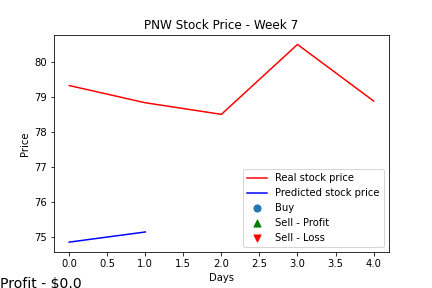 PNW Stock Price - Week 7
Price
80
79
78
77
76
75
Real stock price
Predicted stock price
Buy
Sell - Profit
Sell - Loss
0.0 0.5 1.0 1.5 2.0 2.5 3.0 3.5 4.0
Days
Profit - $0.0